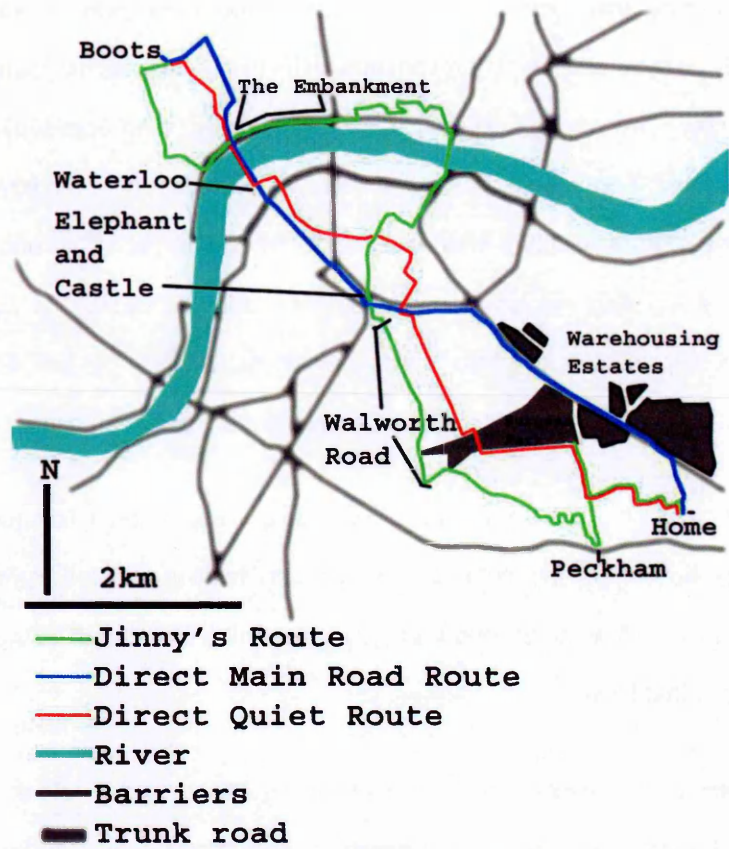 Boots
The Embankment
Waterloo
Elephant
and
Castle
Warehousing
Estates
Walworth
Road
N
Home
Peckham
2km
Jinny's Route
Direct Main Road Route
Direct Quiet Route
River
Barriers
Trunk road